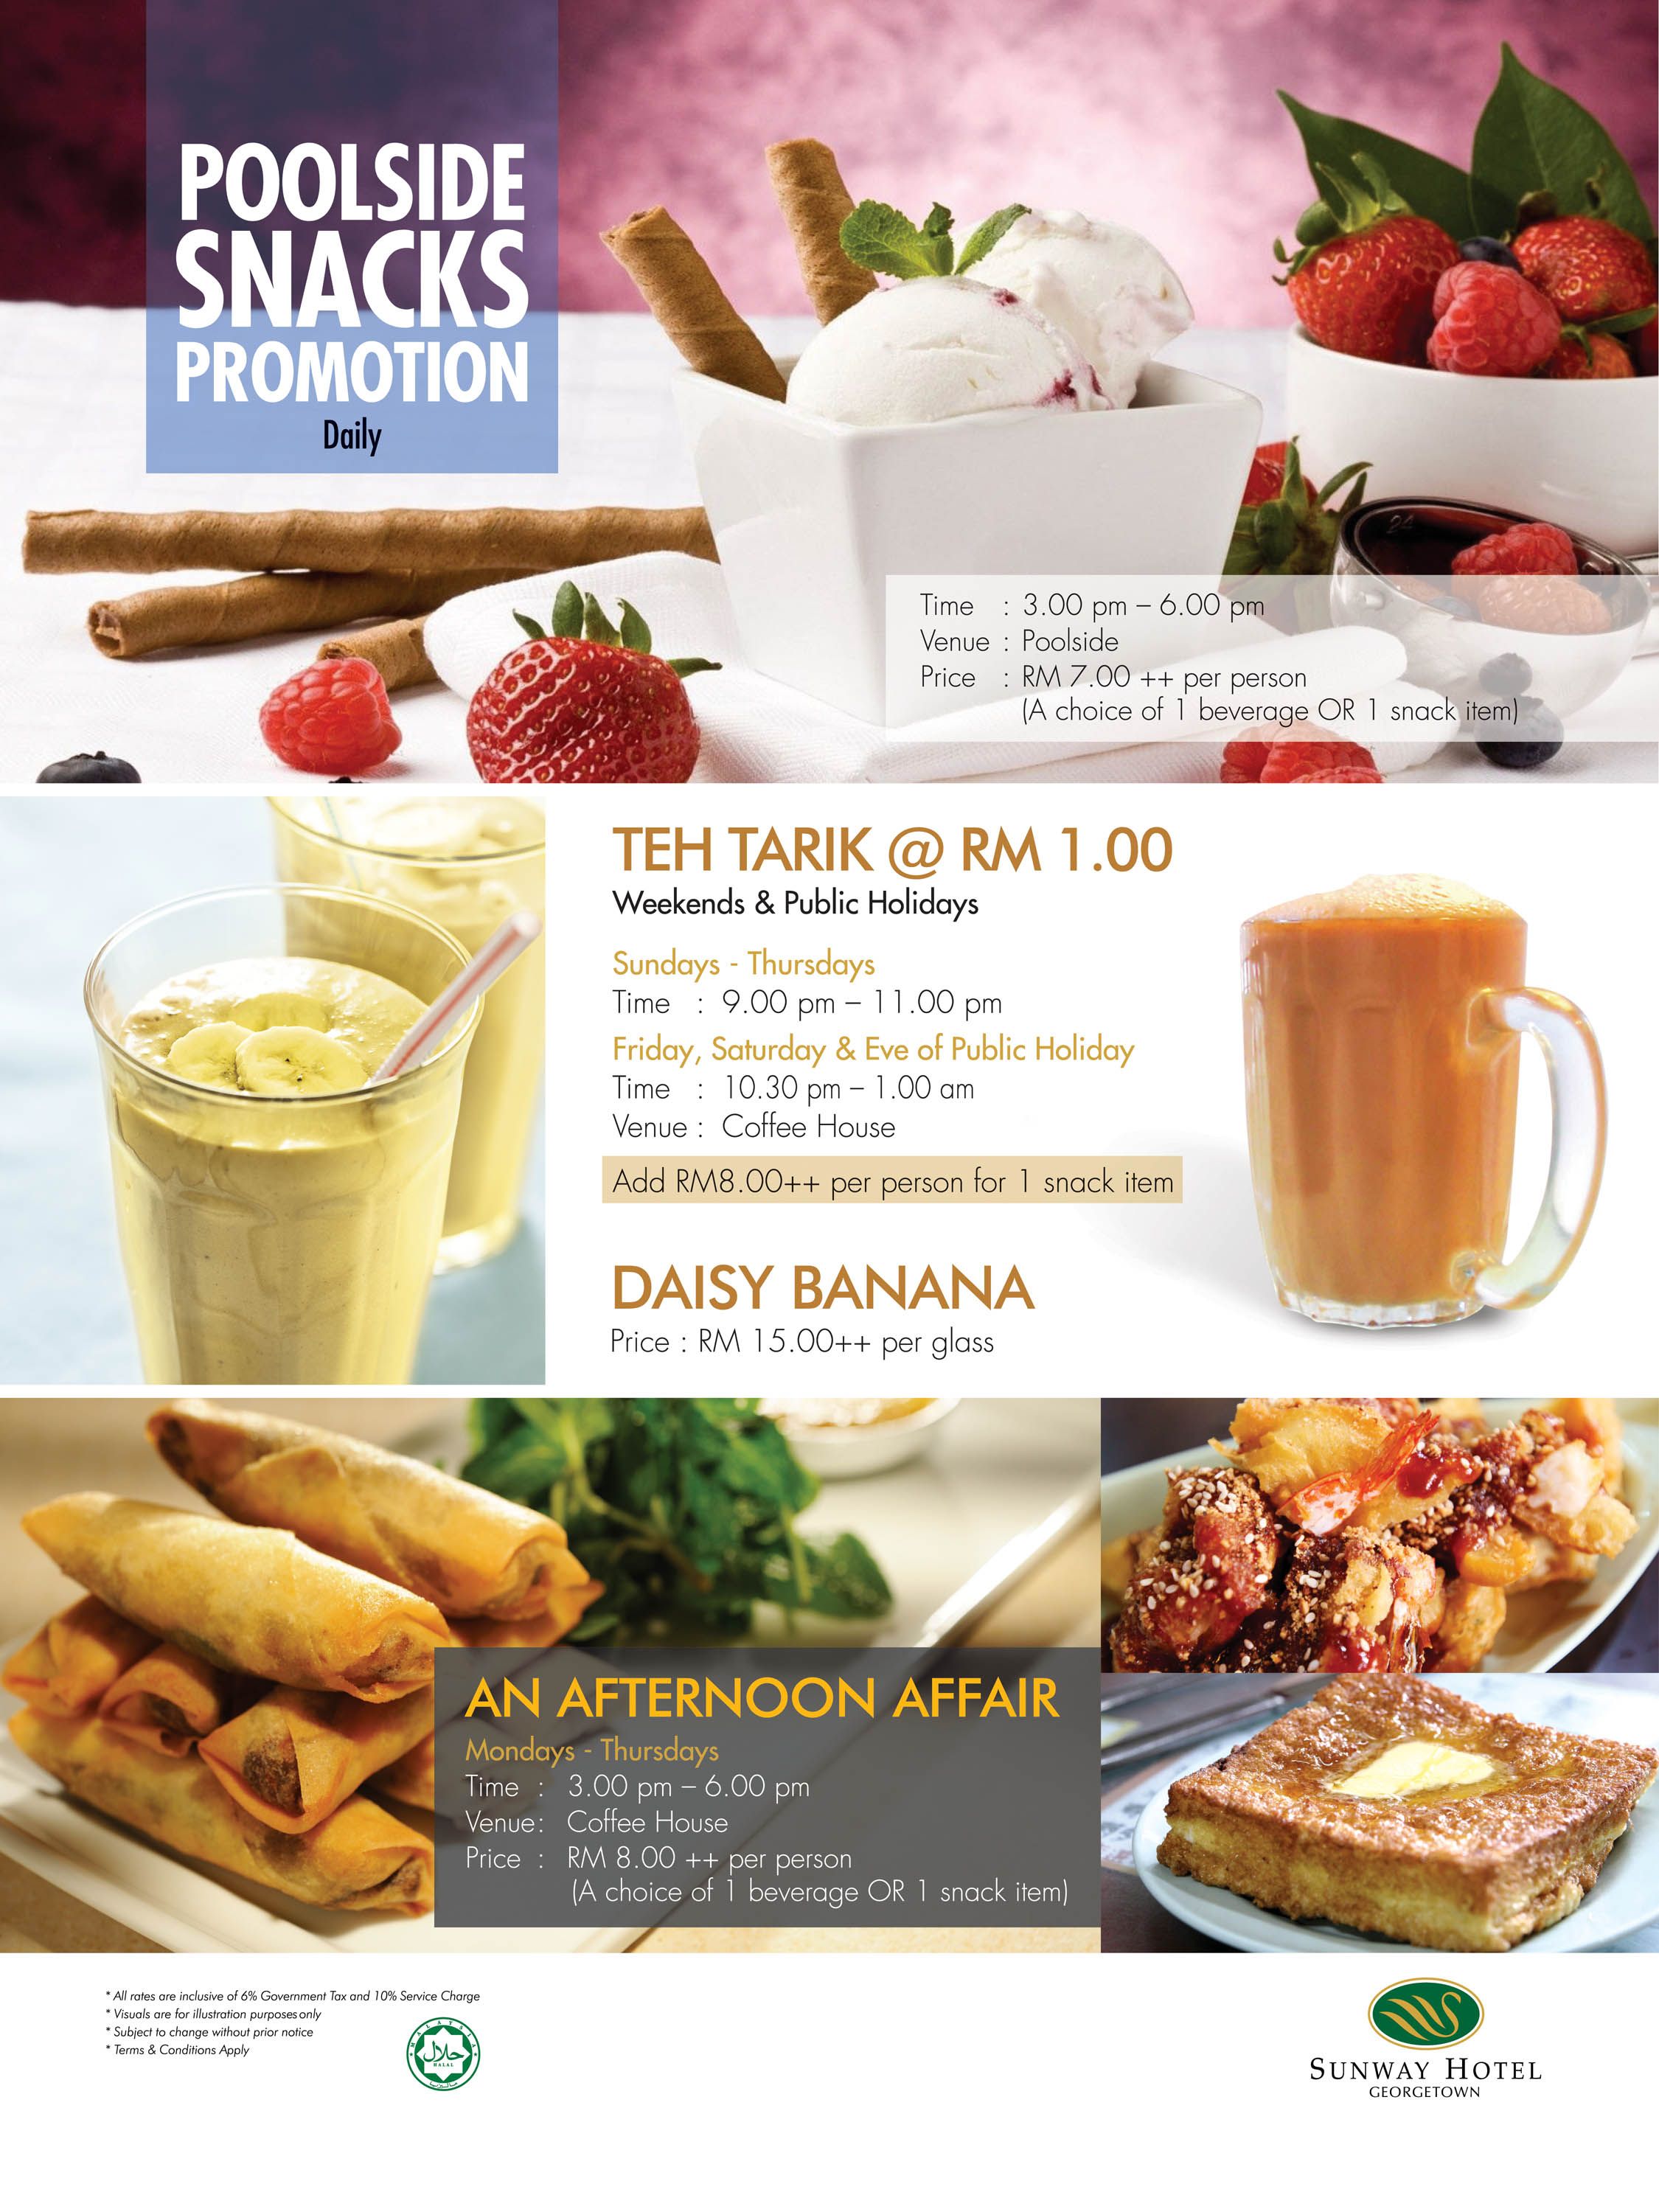 POOLSIDE
SNACKS
PROMOTION
Daily
Time : 3.00 pm – 6.00 pm
Venue : Poolside
Price : RM 7.00 ++ per person
(A choice of 1 beverage OR 1 snack item)
TEH TARIK @ RM 1.00
Weekends & Public Holidays
Sundays - Thursdays
Time : 9.00 pm – 11.00 pm
Friday, Saturday & Eve of Public Holiday
Time : 10.30 pm – 1.00 am
Venue : Coffee House
Add RM8.00++ per person for 1 snack item
DAISY BANANA
Price : RM 15.00++ per glass
AN AFTERNOON AFFAIR
Mondays - Thursdays
Time : 3.00 pm – 6.00 pm
Venue: Coffee House
Price : RM 8.00 ++ per person
(A choice of 1 beverage OR 1 snack item)
* All rates are inclusive of 6% Government Tax and 10% Service Charge
* Visuals are for illustration purposes only
* Subject to change without prior notice
* Terms & Conditions Apply
MALAYSIA
حلال
HALAL
SUNWAY HOTEL
GEORGETOWN